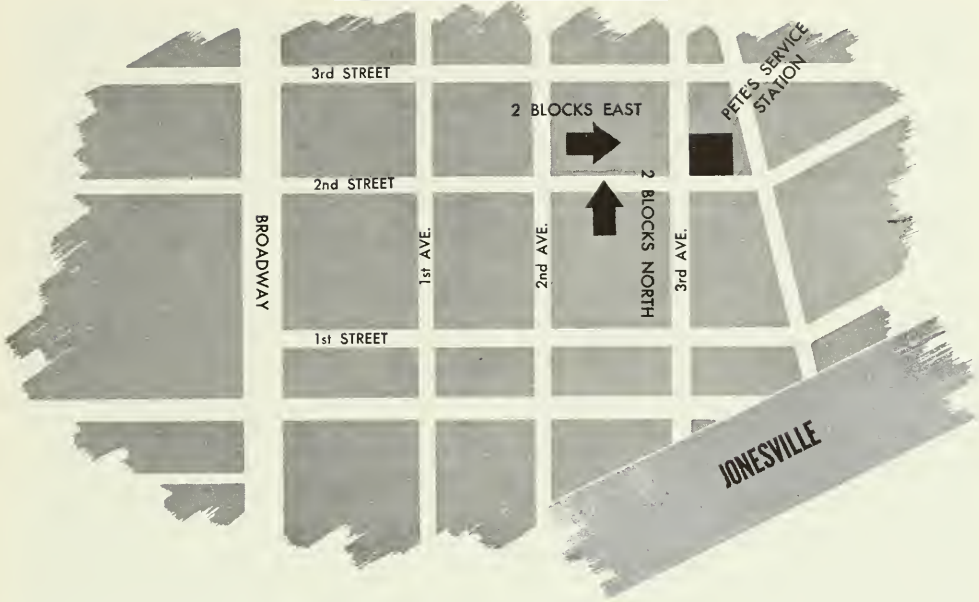 3rd STREET
PETE'S SERVICE
STATION
2 BLOCKS EAST
2nd STREET
2 BLOCKS NORTH
BROADWAY
1st AVE.
2nd AVE.
3rd AVE.
1st STREET
JONESVILLE